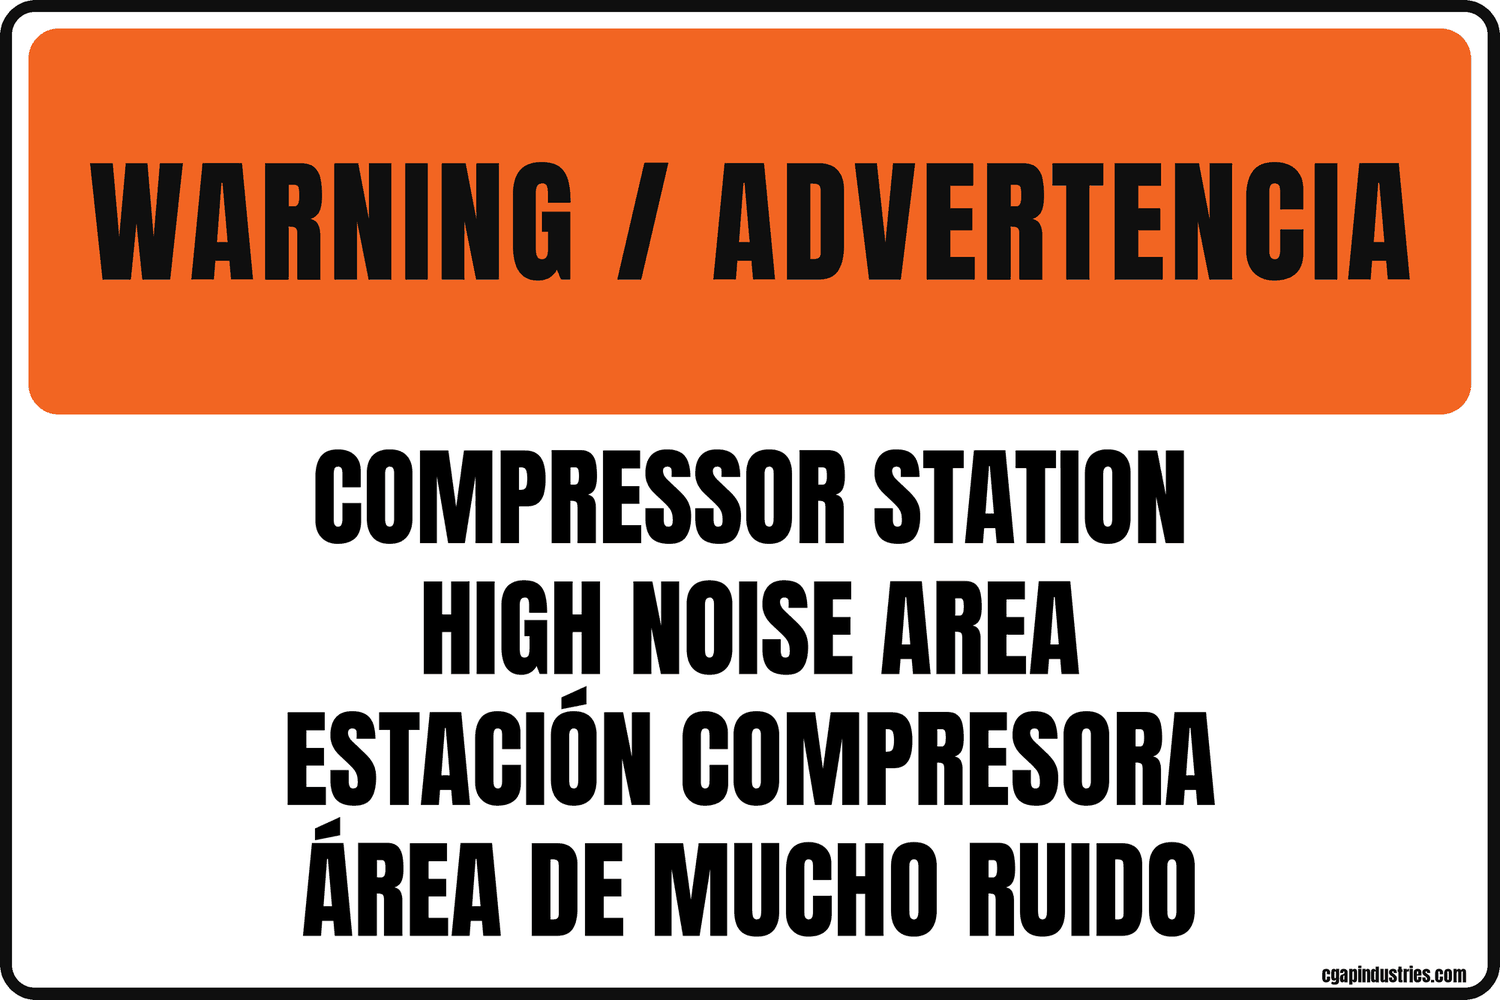 WARNING / ADVERTENCIA
COMPRESSOR STATION
HIGH NOISE AREA
ESTACIÓN COMPRESORA
ÁREA DE MUCHO RUIDO
cgapindustries.com